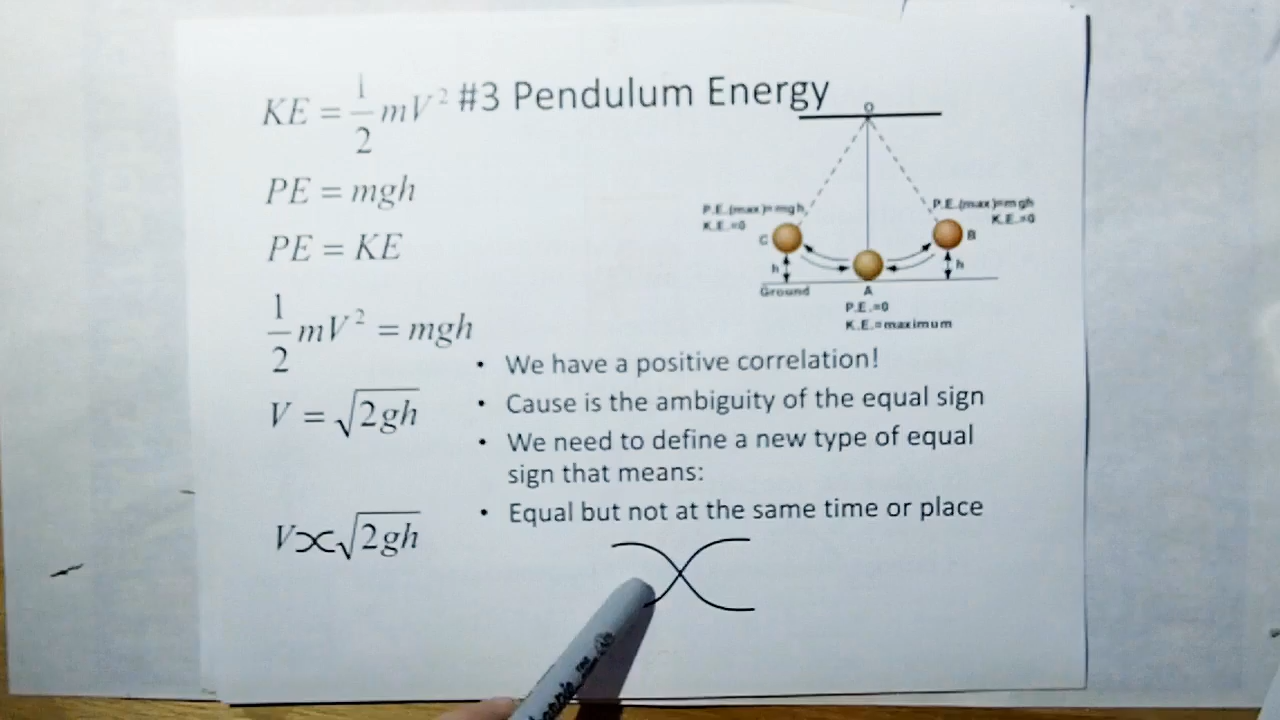 #3 Pendulum Energy
KE = 1/2 mV²
PE = mgh
PE = KE
1/2 mV² = mgh
V = √2gh
V)(√2gh
O
P.E.(max)=mgh
K.E.=0
C
h
Ground
P.E.(max)=mgh
K.E.=0
B
h
A
P.E.=0
K.E.=maximum
• We have a positive correlation!
• Cause is the ambiguity of the equal sign
• We need to define a new type of equal
sign that means:
• Equal but not at the same time or place